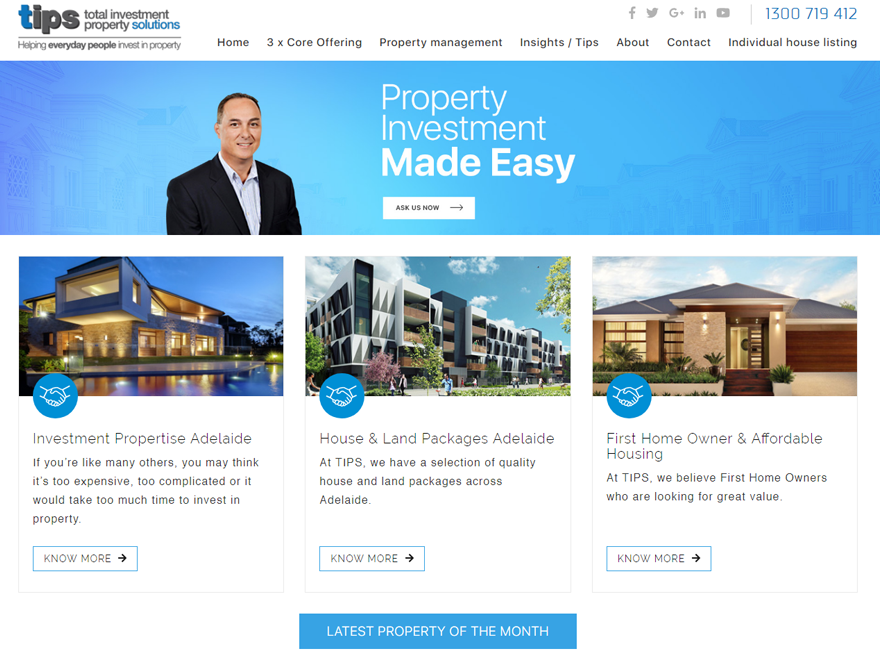 tips total investment
property solutions
Helping everyday people invest in property
1300 719 412
Home 3 x Core Offering Property management Insights / Tips About Contact Individual house listing
Property
Investment
Made Easy
ASK US NOW
Investment Propertise Adelaide
If you're like many others, you may think
it's too expensive, too complicated or it
would take too much time to invest in
property.
KNOW MORE
House & Land Packages Adelaide
At TIPS, we have a selection of quality
house and land packages across
Adelaide.
KNOW MORE
First Home Owner & Affordable
Housing
At TIPS, we believe First Home Owners
who are looking for great value.
KNOW MORE
LATEST PROPERTY OF THE MONTH